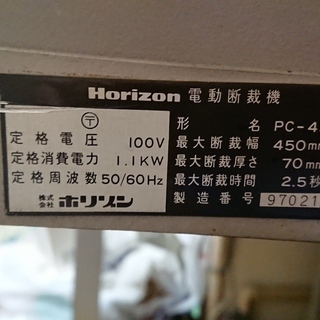 Horizon 電動断裁機
〒
定格電圧 100V
定格消費電力 1.1KW
定格周波数 50/60Hz
株式会社 ホリゾン
形 名 PC-4
最大断裁幅 450mm
最大断裁厚さ 70mm
最大断裁時間 2.5秒
製造番号 97021